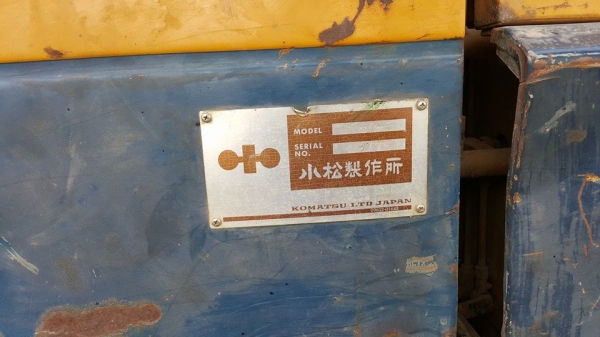 MODEL
SERIAL
NO.
小松製作所
KOMATSU LTD JAPAN